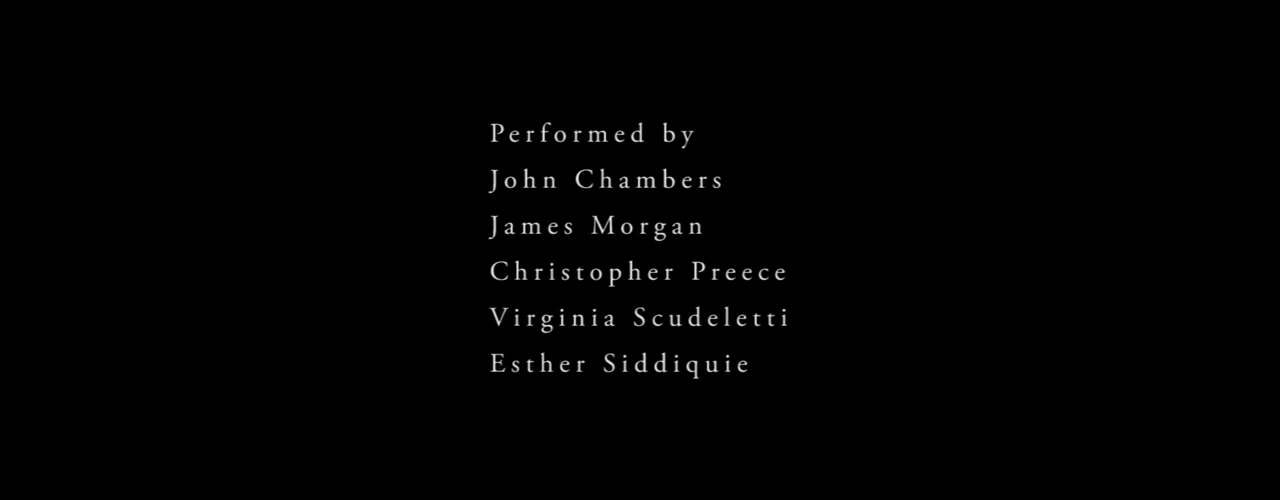 Performed by
John Chambers
James Morgan
Christopher Preece
Virginia Scudeletti
Esther Siddiquie